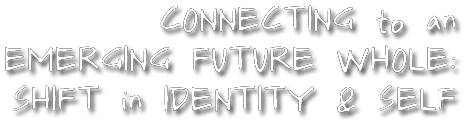 CONNECTING to an
EMERGING FUTURE WHOLE:
SHIFT in IDENTITY & SELF